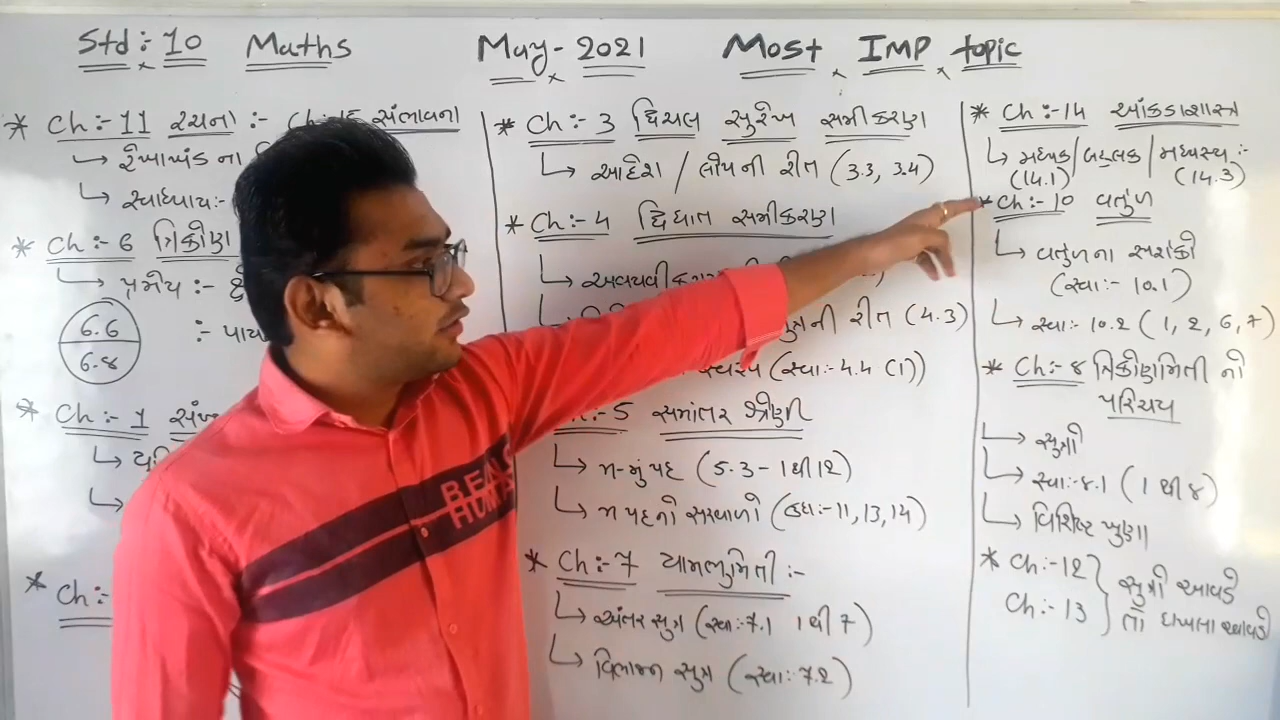 Std :- 10 Maths May - 2021 Most IMP topic
* Ch :- 11 રચના :- Ch :- 15 સંભાવના
↳ રેખાખંડ ના
↳ સ્વાધ્યાય:-
* Ch :- 6 ત્રિકોણ
↳ પ્રમેય :-
6.6
6.8
:- પાય
* Ch :- 1
* Ch :-
* Ch :- 3 દ્વિચલ સુરેખ સમીકરણ
↳ આદેશ / લોપની રીત (3.3, 3.4)
* Ch :- 4 દ્વિઘાત સમીકરણ
↳ અવયવીકરણ
સુત્રની રીત (4.3)
સ્વરૂપ (સ્વા:- 4.4 (1))
5 સમાંતર શ્રેણી
↳ n-મું પદ (5.3 - 1 થી 12)
↳ n પદનો સરવાળો (ઉદા:- 11, 13, 14)
* Ch :- 7 યામભુમિતી :-
↳ અંતર સુત્ર (સ્વા:- 7.1 1 થી 7)
↳ વિભાજન સુત્ર (સ્વા: 7.2)
* Ch :- 14 આંકડાશાસ્ત્ર
↳ મધ્યક / બહુલક / મધ્યસ્થ :-
(14.1) (14.3)
* Ch :- 10 વર્તુળ
↳ વર્તુળના સ્પર્શકો
(સ્વા:- 10.1)
↳ સ્વા:- 10.2 (1, 2, 6, 7)
* Ch :- 8 ત્રિકોણમિતી નો
પરિચય
↳ સુત્રો
↳ સ્વા:- 8.1 (1 થી 8)
↳ વિશિષ્ટ ખુણા
* Ch :- 12
Ch :- 13
સુત્રો આવડે
તો દાખલા આવડે
BE
HUM